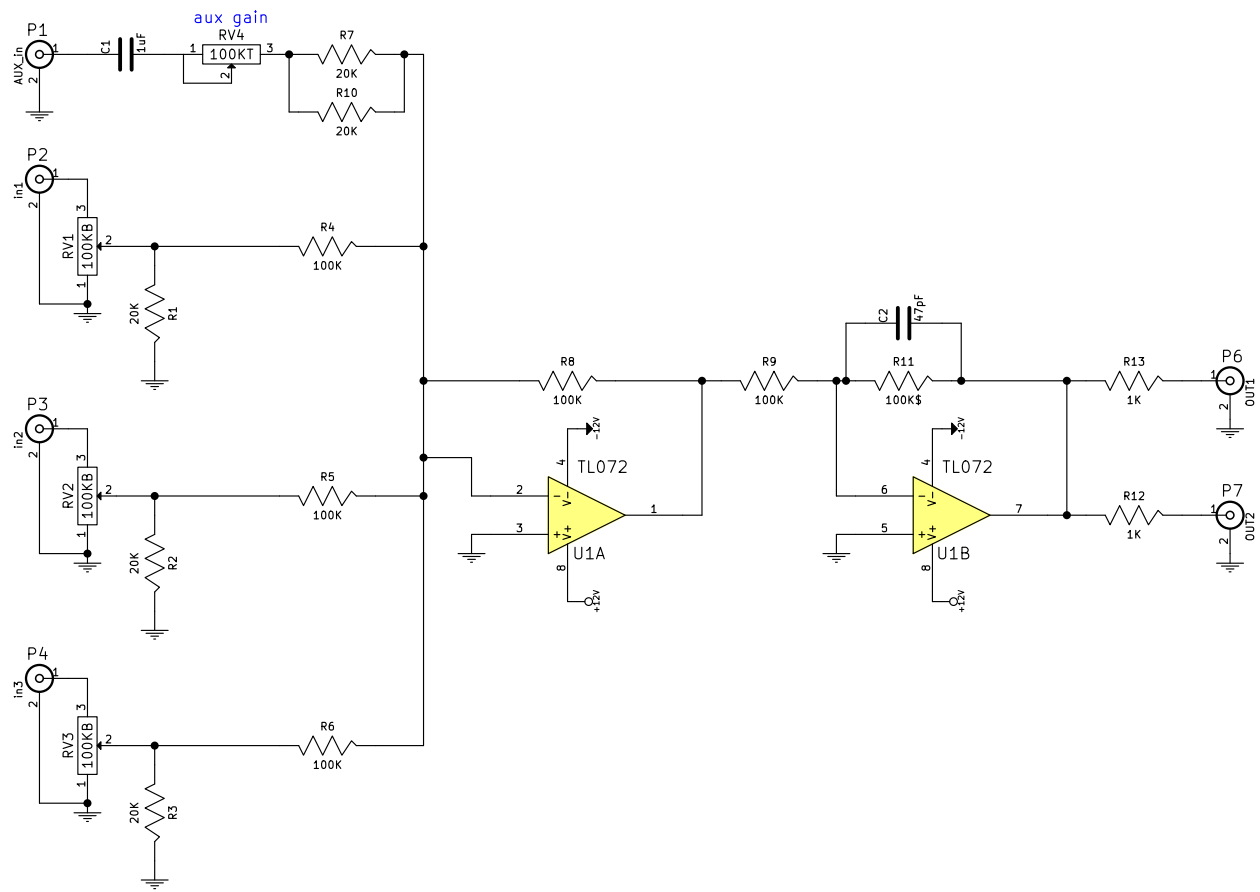 aux gain
P1
1
2
AUX_in
C1
1uF
RV4
1
100KT
3
2
R7
20K
R10
20K
P2
1
2
in1
3
RV1
100KB
2
1
R4
100K
20K
R1
P3
1
2
in2
3
RV2
100KB
2
1
R5
100K
20K
R2
P4
1
2
in3
3
RV3
100KB
2
1
R6
100K
20K
R3
R8
100K
-12V
4
TL072
2
-
V-
3
+
V+
1
U1A
8
+12V
R9
100K
C2
47pF
R11
100K$
-12V
4
TL072
6
-
V-
5
+
V+
7
U1B
8
+12V
R13
1K
P6
1
2
OUT1
R12
1K
P7
1
2
OUT2